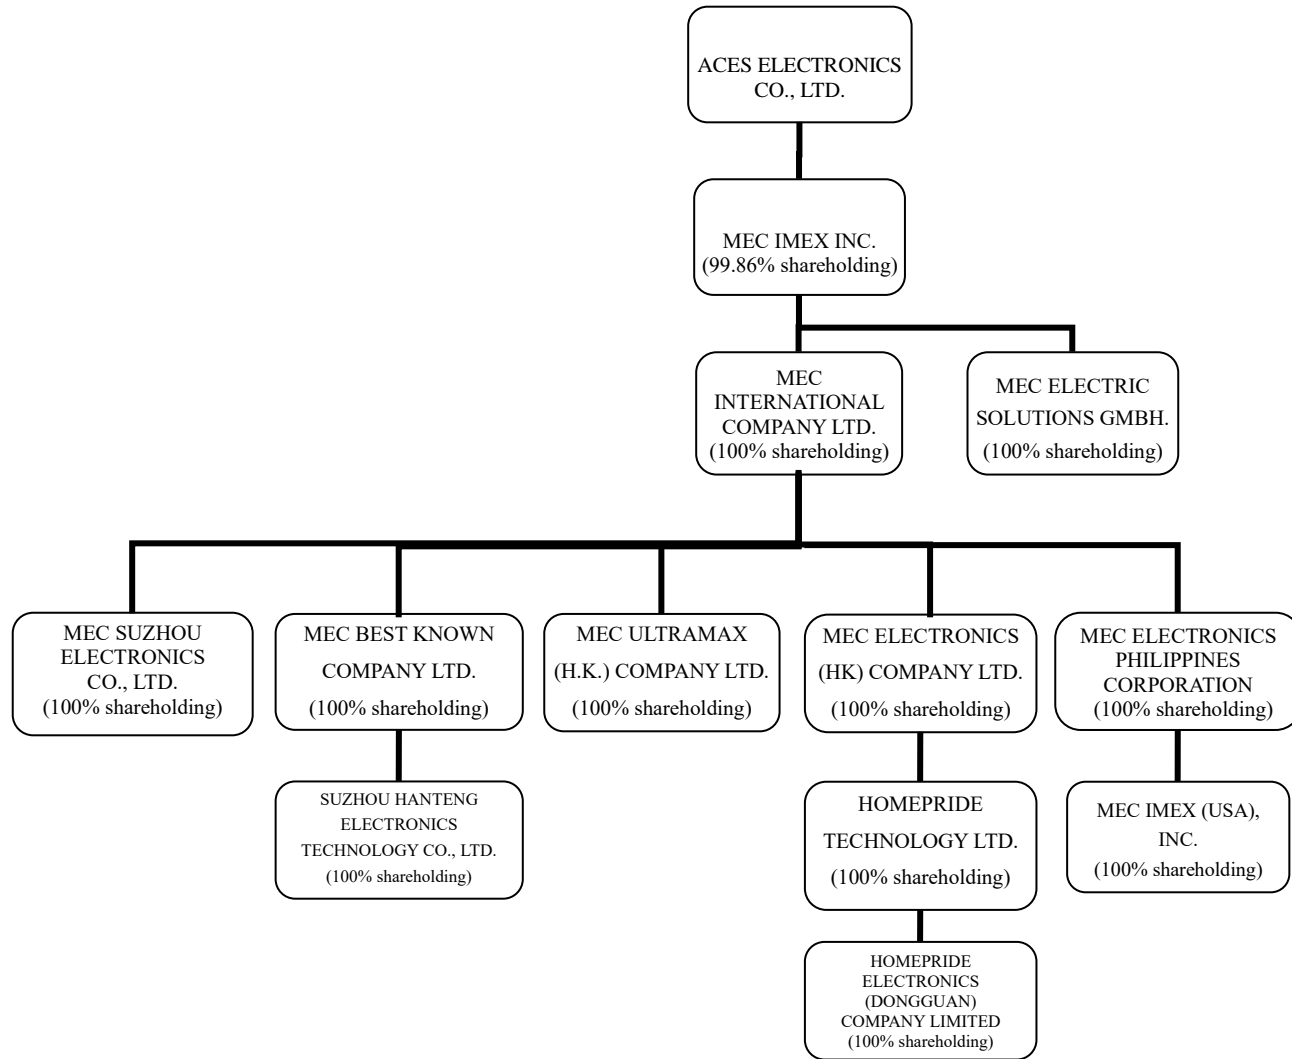 ACES ELECTRONICS
CO., LTD.
MEC IMEX INC.
(99.86% shareholding)
MEC
INTERNATIONAL
COMPANY LTD.
(100% shareholding)
MEC ELECTRIC
SOLUTIONS GMBH.
(100% shareholding)
MEC SUZHOU
ELECTRONICS
CO., LTD.
(100% shareholding)
MEC BEST KNOWN
COMPANY LTD.
(100% shareholding)
MEC ULTRAMAX
(H.K.) COMPANY LTD.
(100% shareholding)
MEC ELECTRONICS
(HK) COMPANY LTD.
(100% shareholding)
MEC ELECTRONICS
PHILIPPINES
CORPORATION
(100% shareholding)
SUZHOU HANTENG
ELECTRONICS
TECHNOLOGY CO., LTD.
(100% shareholding)
HOMEPRIDE
TECHNOLOGY LTD.
(100% shareholding)
MEC IMEX (USA),
INC.
(100% shareholding)
HOMEPRIDE
ELECTRONICS
(DONGGUAN)
COMPANY LIMITED
(100% shareholding)